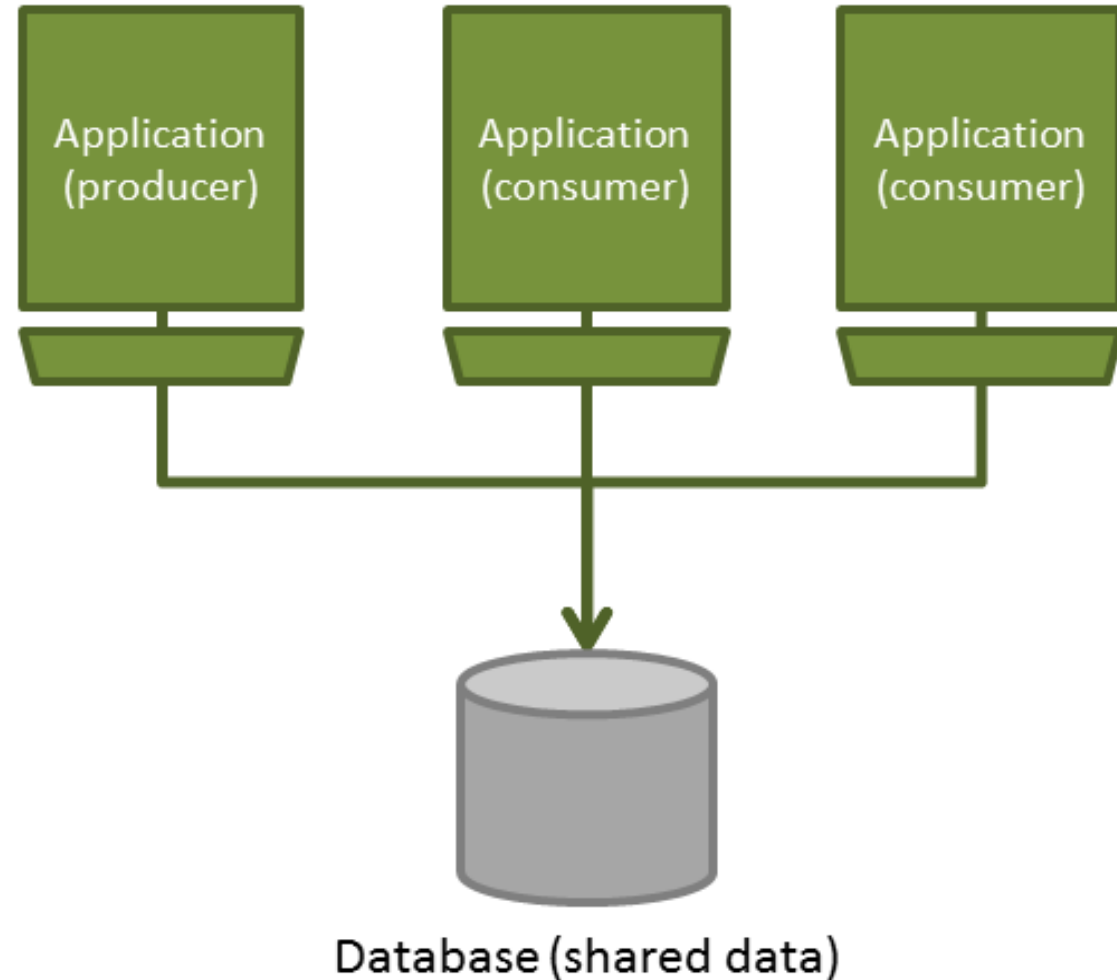 Application
(producer)
Application
(consumer)
Application
(consumer)
Database (shared data)